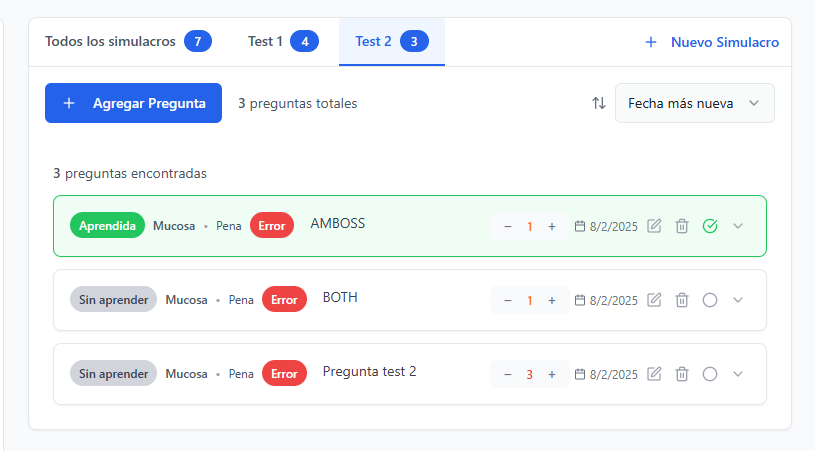 Todos los simulacros 7 Test 1 4 Test 2 3 + Nuevo Simulacro
+ Agregar Pregunta 3 preguntas totales Fecha más nueva
3 preguntas encontradas
Aprendida Mucosa • Pena Error AMBOSS − 1 + 8/2/2025
Sin aprender Mucosa • Pena Error BOTH − 1 + 8/2/2025
Sin aprender Mucosa • Pena Error Pregunta test 2 − 3 + 8/2/2025